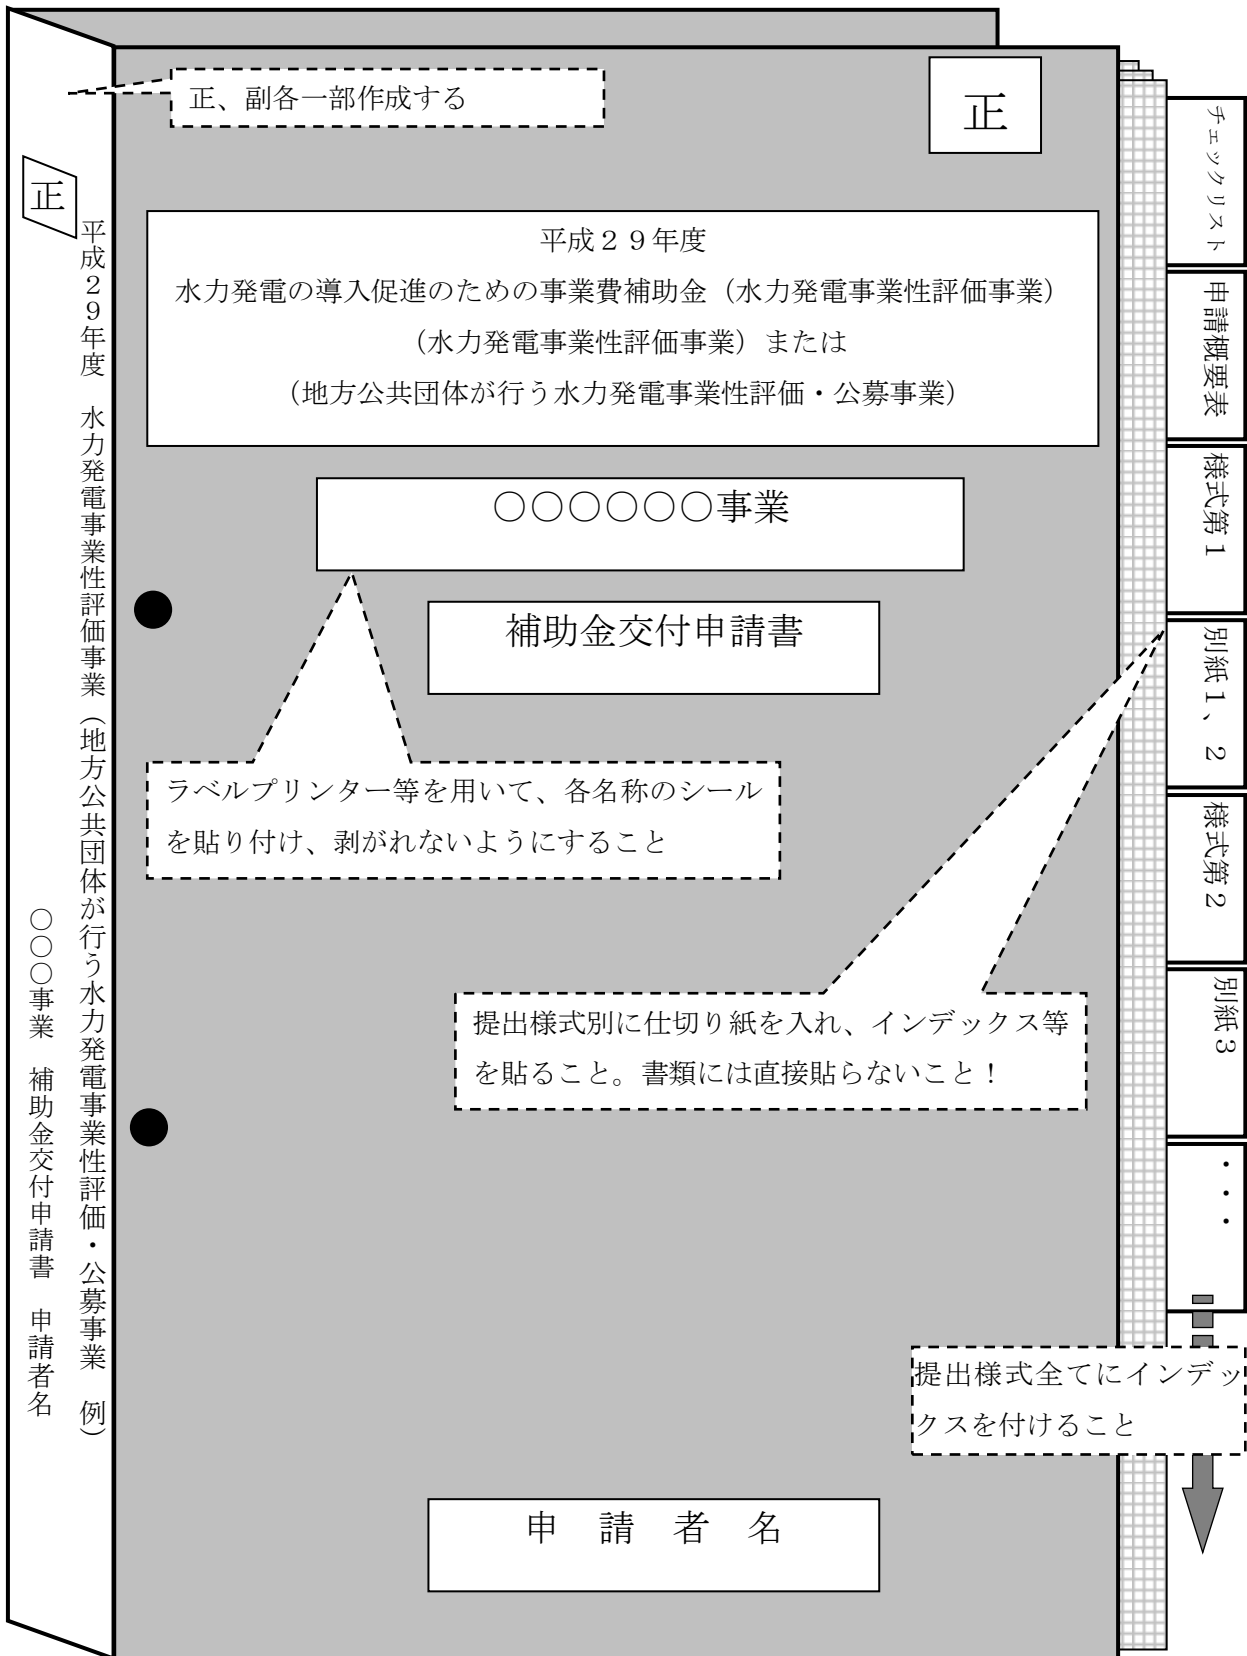 正、副各一部作成する
正
正
平成２９年度
水力発電の導入促進のための事業費補助金（水力発電事業性評価事業）
（水力発電事業性評価事業）または
（地方公共団体が行う水力発電事業性評価・公募事業）
〇〇〇〇〇〇事業
補助金交付申請書
ラベルプリンター等を用いて、各名称のシール
を貼り付け、剥がれないようにすること
提出様式別に仕切り紙を入れ、インデックス等
を貼ること。書類には直接貼らないこと！
提出様式全てにインデッ
クスを付けること
申　請　者　名
平成２９年度　水力発電事業性評価事業（地方公共団体が行う水力発電事業性評価・公募事業　例）
〇〇〇事業　補助金交付申請書　申請者名
チェックリスト
申請概要表
様式第１
別紙１、２
様式第２
別紙３
・・・